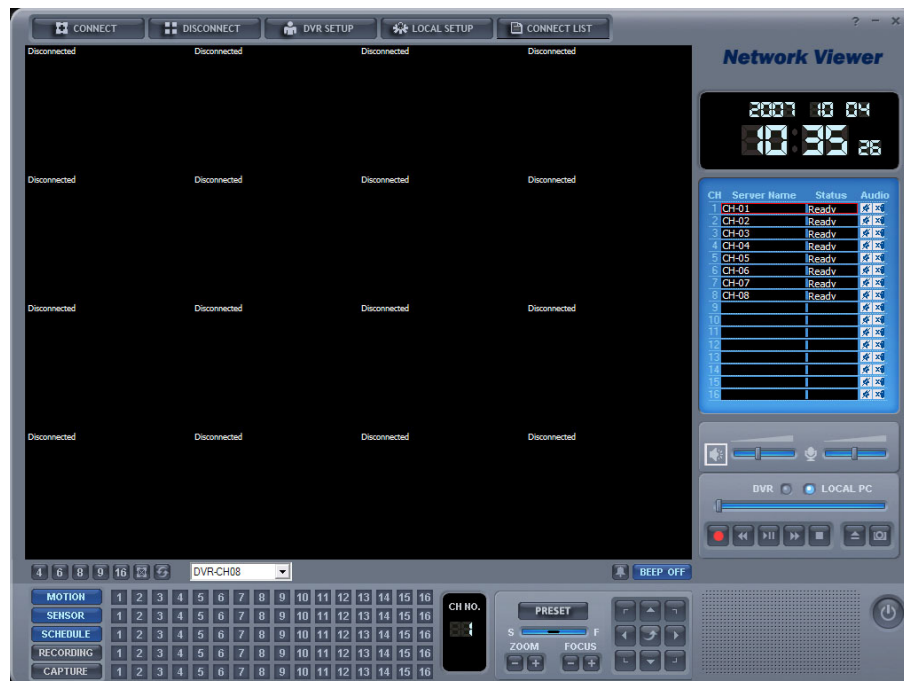 CONNECT DISCONNECT DVR SETUP LOCAL SETUP CONNECT LIST ? - X
Disconnected Disconnected Disconnected Disconnected
Network Viewer
2007 10 04
10:35 26
Disconnected Disconnected Disconnected Disconnected
CH Server Name Status Audio
1 CH-01 Ready
2 CH-02 Ready
3 CH-03 Ready
4 CH-04 Ready
5 CH-05 Ready
6 CH-06 Ready
7 CH-07 Ready
8 CH-08 Ready
9
10
11
12
13
14
15
16
Disconnected Disconnected Disconnected Disconnected
Disconnected Disconnected Disconnected Disconnected
DVR LOCAL PC
4 6 8 9 16 DVR-CH08 BEEP OFF
MOTION 1 2 3 4 5 6 7 8 9 10 11 12 13 14 15 16
SENSOR 1 2 3 4 5 6 7 8 9 10 11 12 13 14 15 16
SCHEDULE 1 2 3 4 5 6 7 8 9 10 11 12 13 14 15 16
RECORDING 1 2 3 4 5 6 7 8 9 10 11 12 13 14 15 16
CAPTURE 1 2 3 4 5 6 7 8 9 10 11 12 13 14 15 16
CH NO.
1
PRESET
S F
ZOOM FOCUS
- + - +